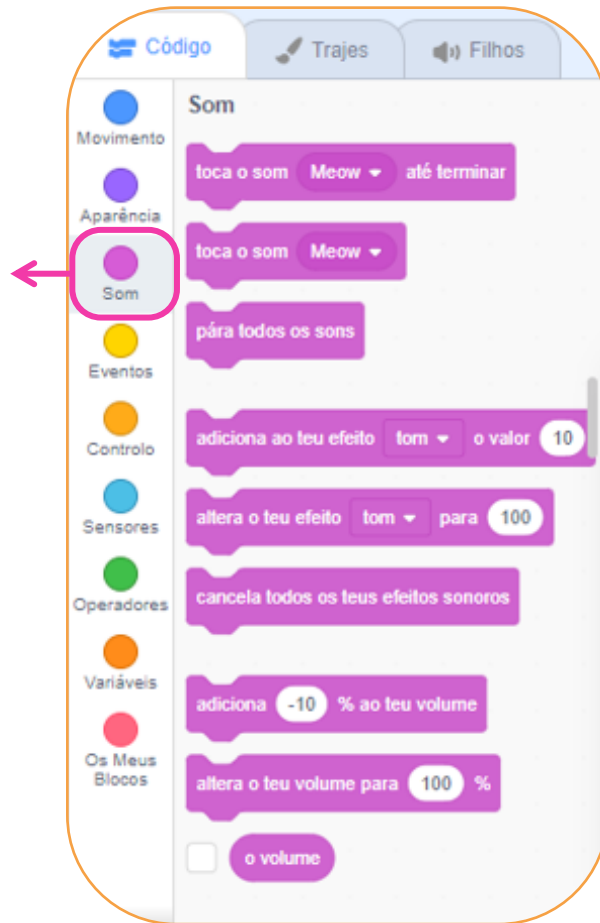 Código Trajes Filhos
Movimento
Aparência
Som
Eventos
Controlo
Sensores
Operadores
Variáveis
Os Meus
Blocos
Som
toca o som Meow até terminar
toca o som Meow
pára todos os sons
adiciona ao teu efeito tom o valor 10
altera o teu efeito tom para 100
cancela todos os teus efeitos sonoros
adiciona -10 % ao teu volume
altera o teu volume para 100 %
o volume